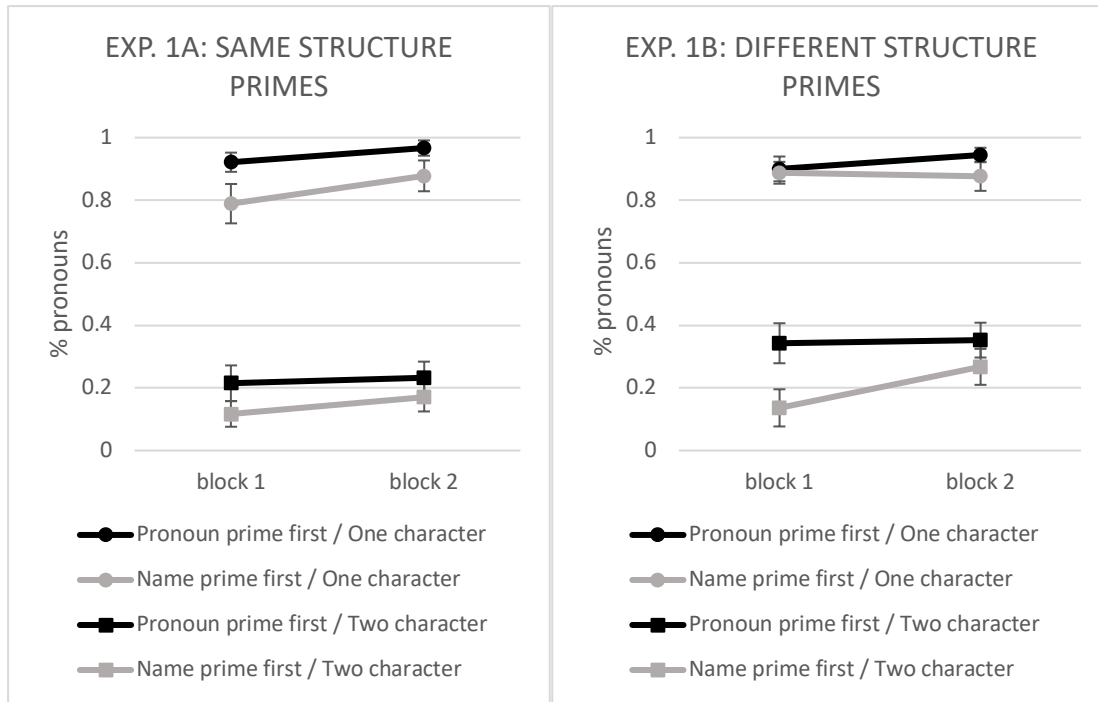 EXP. 1A: SAME STRUCTURE
PRIMES
% pronouns
1
0.8
0.6
0.4
0.2
0
block 1 block 2
Pronoun prime first / One character
Name prime first / One character
Pronoun prime first / Two character
Name prime first / Two character
EXP. 1B: DIFFERENT STRUCTURE
PRIMES
% pronouns
1
0.8
0.6
0.4
0.2
0
block 1 block 2
Pronoun prime first / One character
Name prime first / One character
Pronoun prime first / Two character
Name prime first / Two character